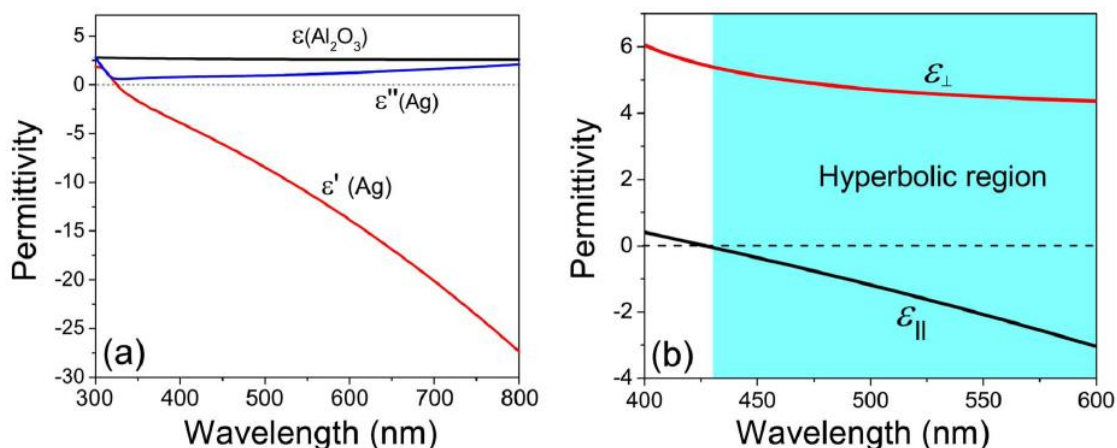 ε(Al₂O₃)
ε''(Ag)
ε' (Ag)
(a)
Permittivity
5
0
-5
-10
-15
-20
-25
-30
300
400
500
600
700
800
Wavelength (nm)
ε⊥
Hyperbolic region
ε||
(b)
Permittivity
6
4
2
0
-2
-4
400
450
500
550
600
Wavelength (nm)